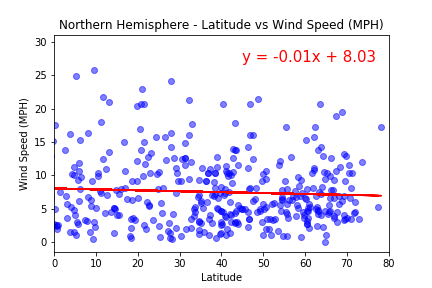 Northern Hemisphere - Latitude vs Wind Speed (MPH)
y = -0.01x + 8.03
30
25
20
15
10
5
0
Wind Speed (MPH)
0 10 20 30 40 50 60 70 80
Latitude